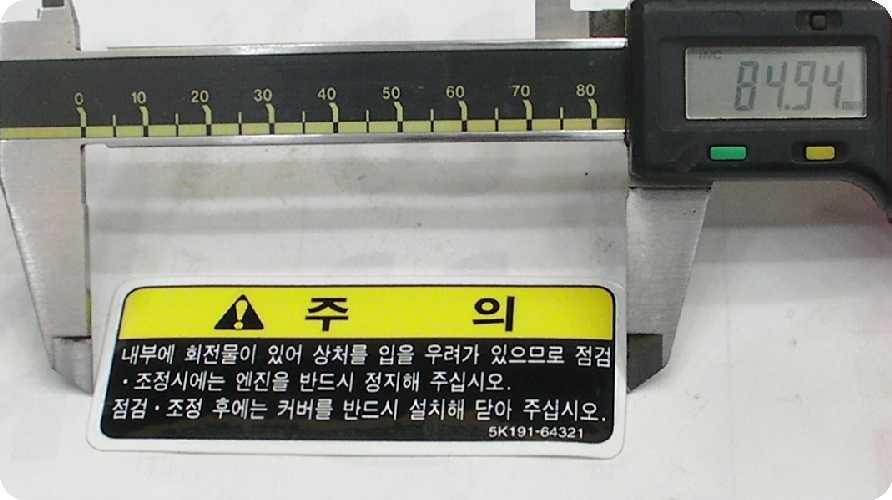 INC 84.94 mm
0 10 20 30 40 50 60 70 80
주 의
내부에 회전물이 있어 상처를 입을 우려가 있으므로 점검
·조정시에는 엔진을 반드시 정지해 주십시오.
점검·조정 후에는 커버를 반드시 설치해 닫아 주십시오.
5K191-64321